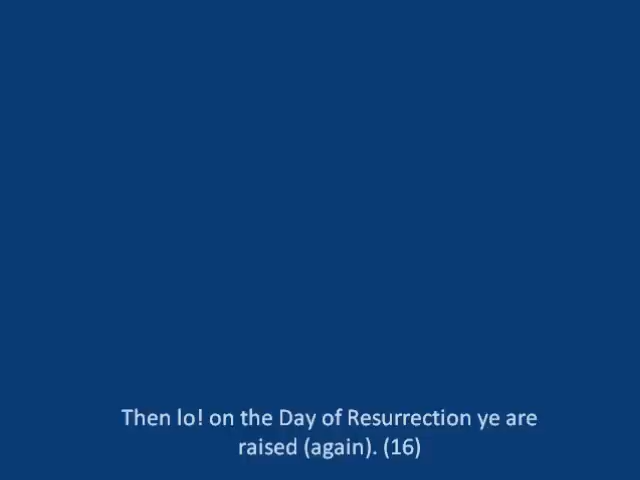 Then lo! on the Day of Resurrection ye are
raised (again). (16)